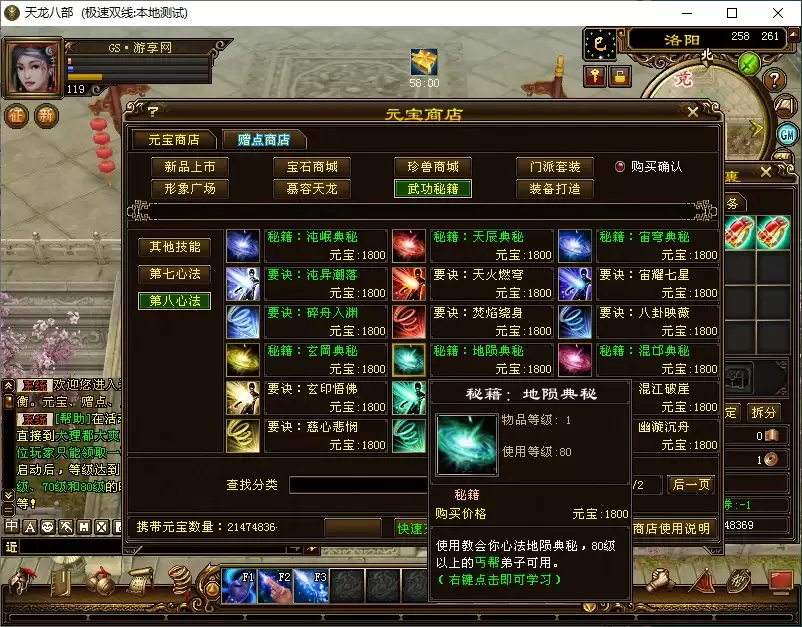 天龙八部 (极速双线:本地测试)
GS·游享网
119
58:00
洛阳
258 261
北
征
新
GM
元宝商店
元宝商店
赠点商店
新品上市
宝石商城
珍兽商城
门派套装
购买确认
形象广场
慕容天龙
武功秘籍
装备打造
其他技能
第七心法
第八心法
秘籍：沌岷典秘
元宝:1800
秘籍：天辰典秘
元宝:1800
秘籍：宙穹典秘
元宝:1800
要诀：沌异潮落
元宝:1800
要诀：天火燃穹
元宝:1800
要诀：宙耀七星
元宝:1800
要诀：碎舟入渊
元宝:1800
要诀：焚焰绕身
元宝:1800
要诀：八卦映薇
元宝:1800
秘籍：玄冈典秘
元宝:1800
秘籍：地陨典秘
元宝:1800
秘籍：混邙典秘
元宝:1800
要诀：玄印悟佛
元宝:1800
混江破崖
元宝:1800
要诀：慈心悲悯
元宝:1800
幽漩沉舟
元宝:1800
秘籍：地陨典秘
物品等级：1
使用等级:80
秘籍
购买价格
元宝:1800
使用教会你心法地陨典秘，80级
以上的丐帮弟子可用。
（右键点击即可学习）
查找分类
/2
后一页
携带元宝数量：21474836
快速
商店使用说明
务
定
拆分
0
1
:-1
48369
欢迎您进入
衡。元宝、赠点、
[帮助]在活动
直接到大理都大爽
位玩家只能领取一
启动后，等级达到
级、70级和80级的
等！
中
A
近
F1
F2
F3